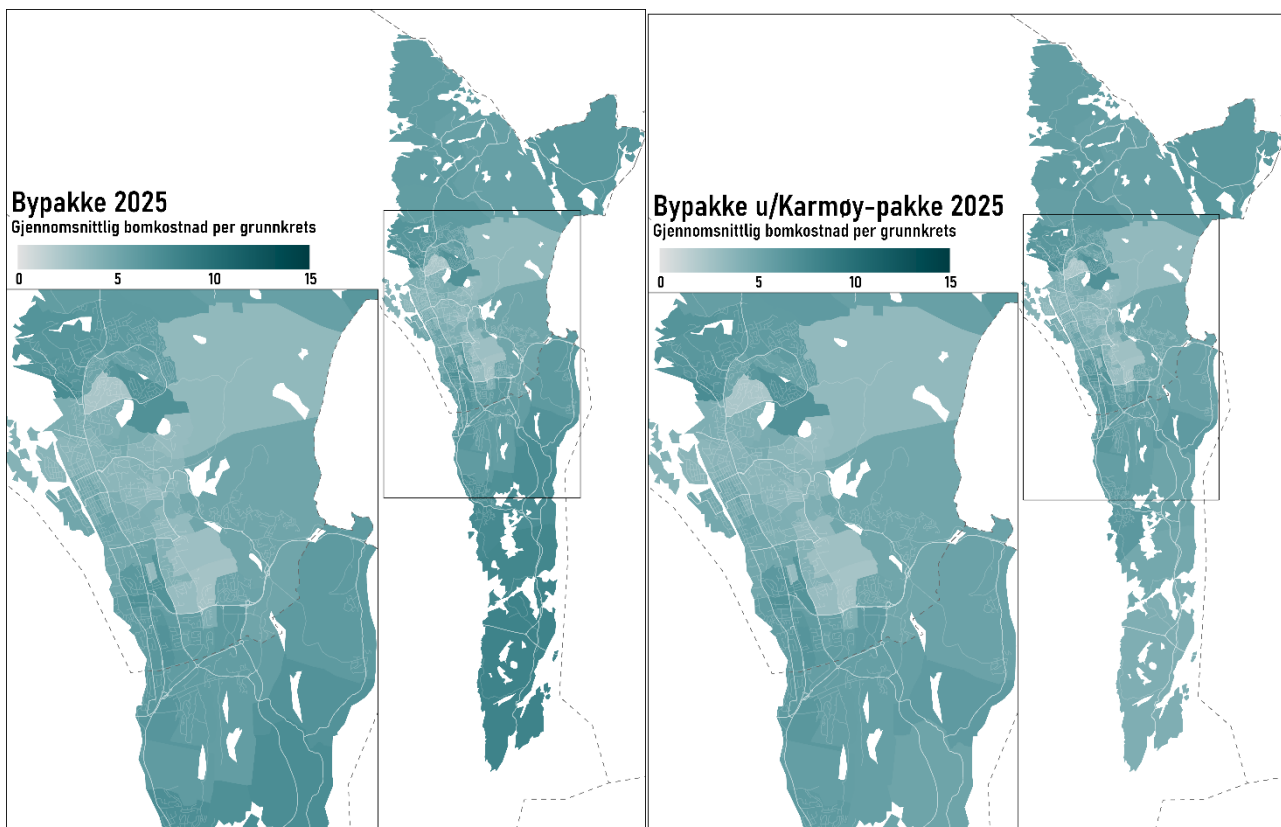 Bypakke 2025
Gjennomsnittlig bomkostnad per grunnkrets
0 5 10 15
Bypakke u/Karmøy-pakke 2025
Gjennomsnittlig bomkostnad per grunnkrets
0 5 10 15